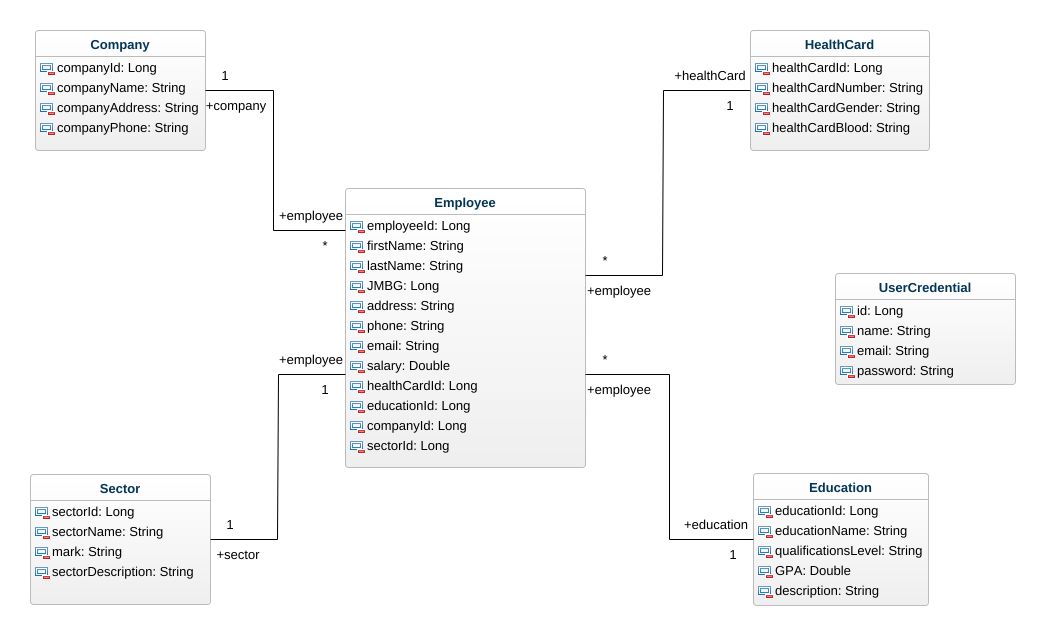 Company
companyId: Long
companyName: String
companyAddress: String
companyPhone: String
1
+company
+employee
*
HealthCard
healthCardId: Long
healthCardNumber: String
healthCardGender: String
healthCardBlood: String
+healthCard
1
*
+employee
Employee
employeeId: Long
firstName: String
lastName: String
JMBG: Long
address: String
phone: String
email: String
salary: Double
healthCardId: Long
educationId: Long
companyId: Long
sectorId: Long
UserCredential
id: Long
name: String
email: String
password: String
+employee
1
*
+employee
Sector
sectorId: Long
sectorName: String
mark: String
sectorDescription: String
1
+sector
+education
1
Education
educationId: Long
educationName: String
qualificationsLevel: String
GPA: Double
description: String